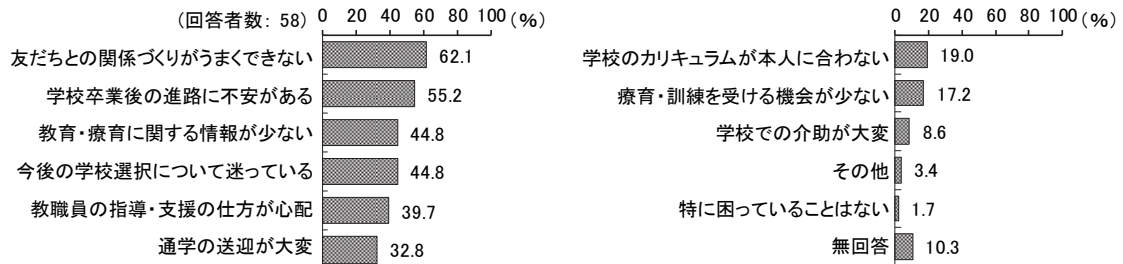 (回答者数: 58) 0 20 40 60 80 100 (%)
友だちとの関係づくりがうまくできない 62.1
学校卒業後の進路に不安がある 55.2
教育・療育に関する情報が少ない 44.8
今後の学校選択について迷っている 44.8
教職員の指導・支援の仕方が心配 39.7
通学の送迎が大変 32.8
0 20 40 60 80 100 (%)
学校のカリキュラムが本人に合わない 19.0
療育・訓練を受ける機会が少ない 17.2
学校での介助が大変 8.6
その他 3.4
特に困っていることはない 1.7
無回答 10.3